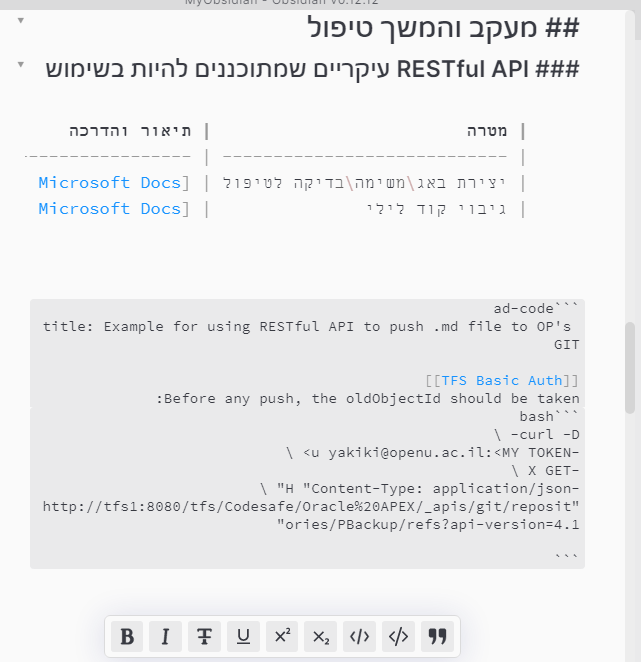 MyObsidian - Obsidian v0.12.12
## מעקב והמשך טיפול
### RESTful API עיקריים שמתוכננים להיות בשימוש
| מטרה | תיאור והדרכה
| ---------------------------- | ----------------
| יצירת באג\משימה\בדיקה לטיפול | [Microsoft Docs
| גיבוי קוד לילי | [Microsoft Docs
```ad-code
title: Example for using RESTful API to push .md file to OP's
GIT
[[TFS Basic Auth]]
Before any push, the oldObjectId should be taken:
```bash
curl -D- \
-u yakiki@openu.ac.il:<MY TOKEN> \
-X GET \
-H "Content-Type: application/json" \
"http://tfs1:8080/tfs/Codesafe/Oracle%20APEX/_apis/git/reposit
ories/PBackup/refs?api-version=4.1"
```
B I T U x² x₂ </> </> "